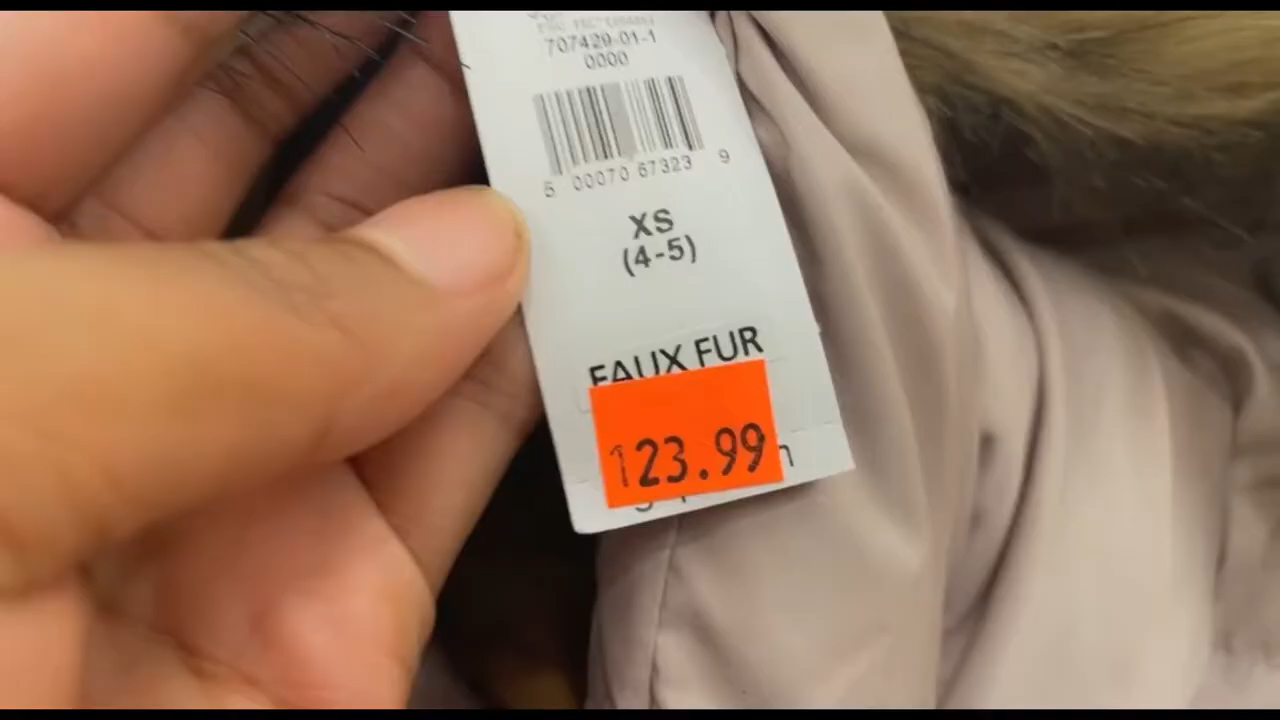 707429-01-1
0000
5 00070 67323 9
XS
(4-5)
FAUX FUR
123.99